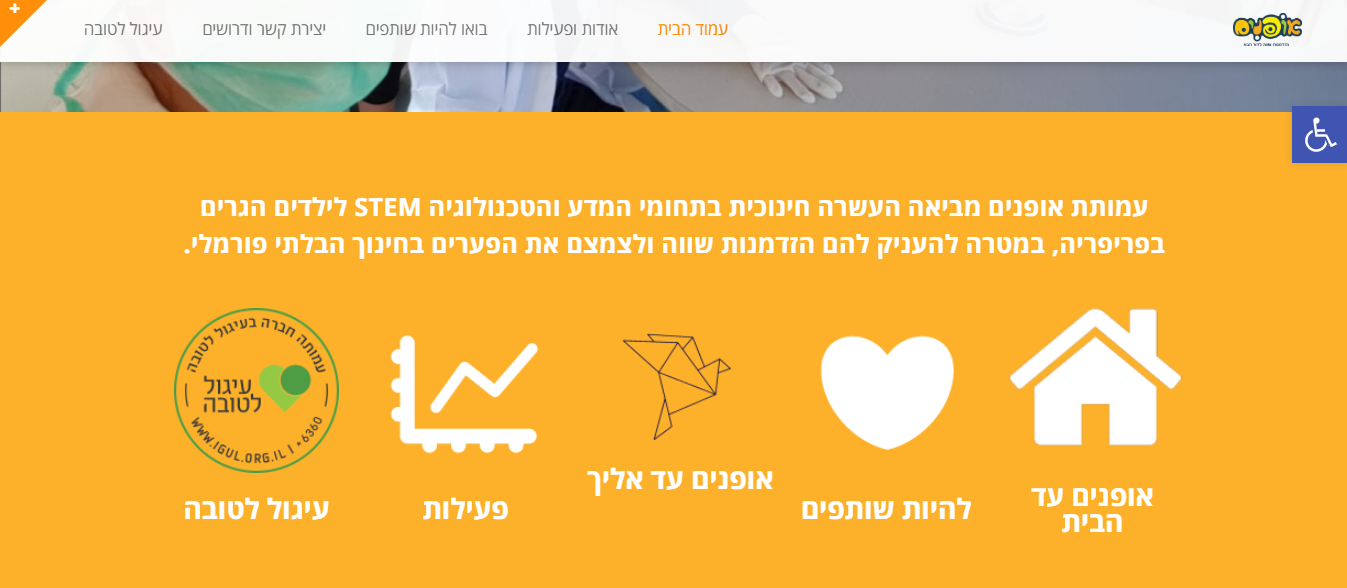 אופנים
עמוד הבית
אודות ופעילות
בואו להיות שותפים
יצירת קשר ודרושים
עיגול לטובה
עמותת אופנים מביאה העשרה חינוכית בתחומי המדע והטכנולוגיה STEM לילדים הגרים
בפריפריה, במטרה להעניק להם הזדמנות שווה ולצמצם את הפערים בחינוך הבלתי פורמלי.
אופנים עד
הבית
להיות שותפים
אופנים עד אליך
פעילות
עמותה חברה בעיגול לטובה
עיגול
לטובה
WWW.IGUL.ORG.IL | *6360
עיגול לטובה